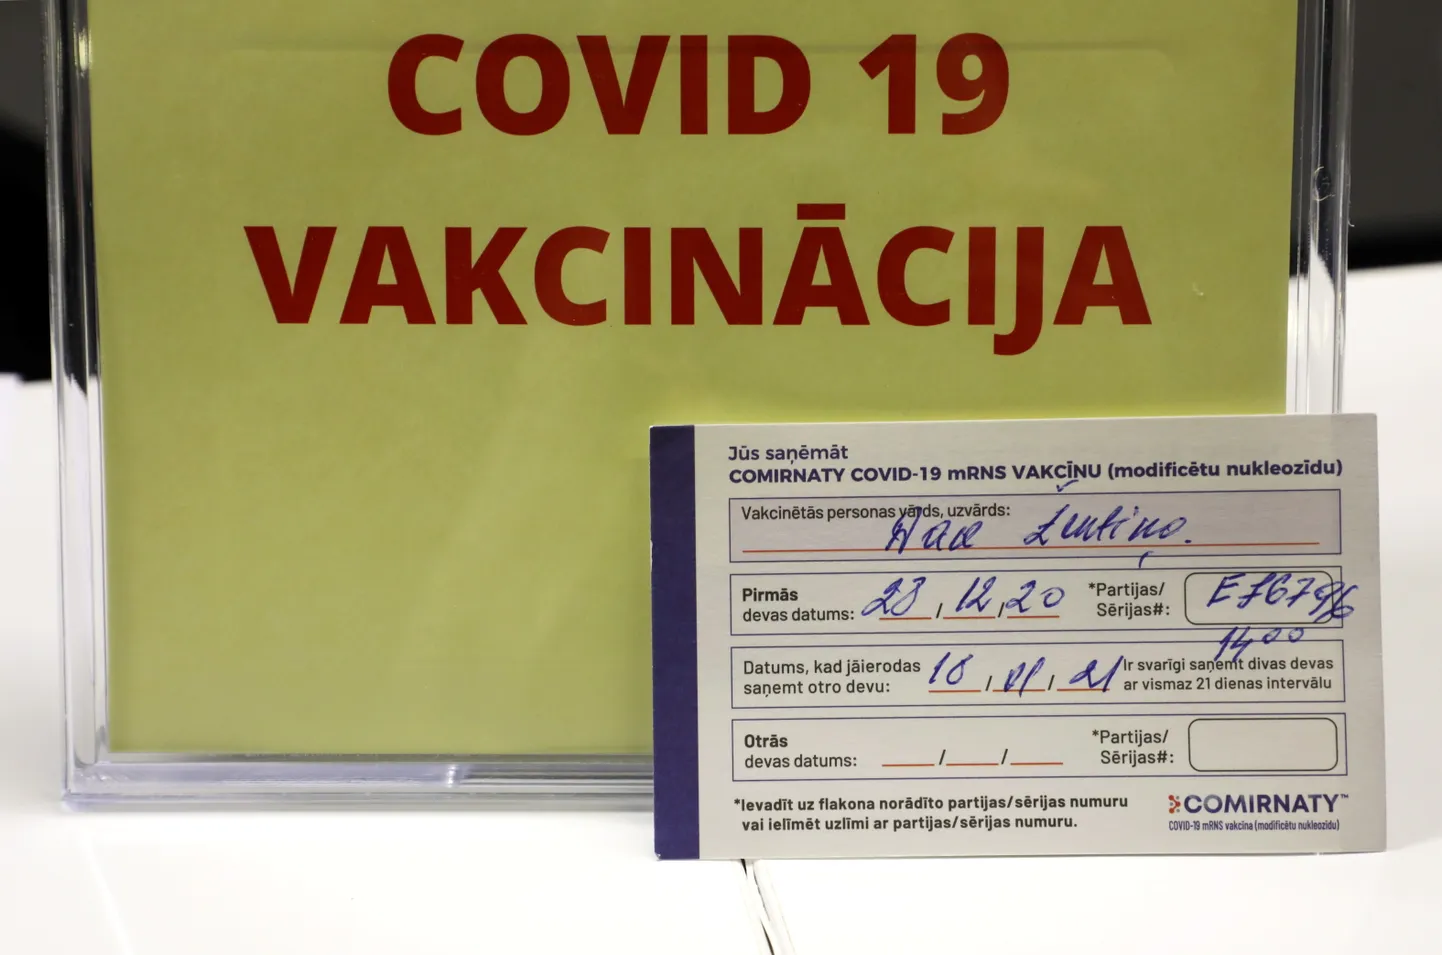 COVID 19
VAKCINĀCIJA
Jūs saņēmāt
COMIRNATY COVID-19 mRNS VAKCĪNU (modificētu nukleozīdu)
Vakcinētās personas vārds, uzvārds:
Pirmās
devas datums: 28/12/20
*Partijas/
Sērijas#:
14 00
Datums, kad jāierodas
saņemt otro devu: 18/01/21
Ir svarīgi saņemt divas devas
ar vismaz 21 dienas intervālu
Otrās
devas datums: / /
*Partijas/
Sērijas#:
*Ievadīt uz flakona norādīto partijas/sērijas numuru
vai ielīmēt uzlīmi ar partijas/sērijas numuru.
COMIRNATY™
COVID-19 mRNS vakcīna (modificētu nukleozīdu)